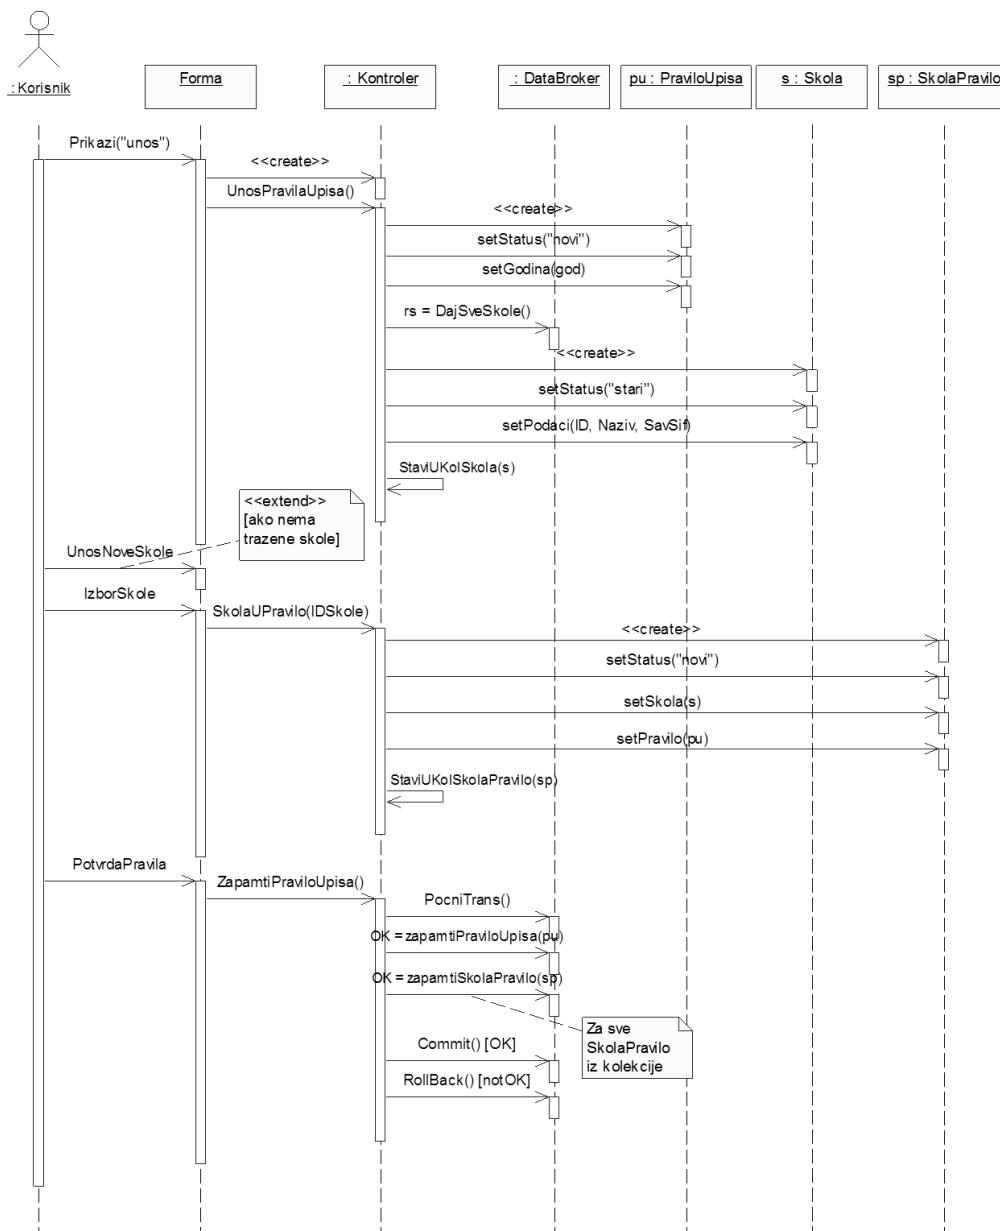 : Korisnik
Forma
: Kontroler
: DataBroker
pu : PraviloUpisa
s : Skola
sp : SkolaPravilo
Prikazi("unos")
<<create>>
UnosPravilaUpisa()
<<create>>
setStatus("novi")
setGodina(god)
rs = DajSveSkole()
<<create>>
setStatus("stari")
setPodaci(ID, Naziv, SavSif)
StaviUKolSkola(s)
<<extend>>
[ako nema
trazene skole]
UnosNoveSkole
IzborSkole
SkolaUPravilo(IDSkole)
<<create>>
setStatus("novi")
setSkola(s)
setPravilo(pu)
StaviUKolSkolaPravilo(sp)
PotvrdaPravila
ZapamtiPraviloUpisa()
PocniTrans()
OK =zapamtiPraviloUpisa(pu)
OK =zapamtiSkolaPravilo(sp)
Za sve
SkolaPravilo
iz kolekcije
Commit() [OK]
RollBack() [notOK]